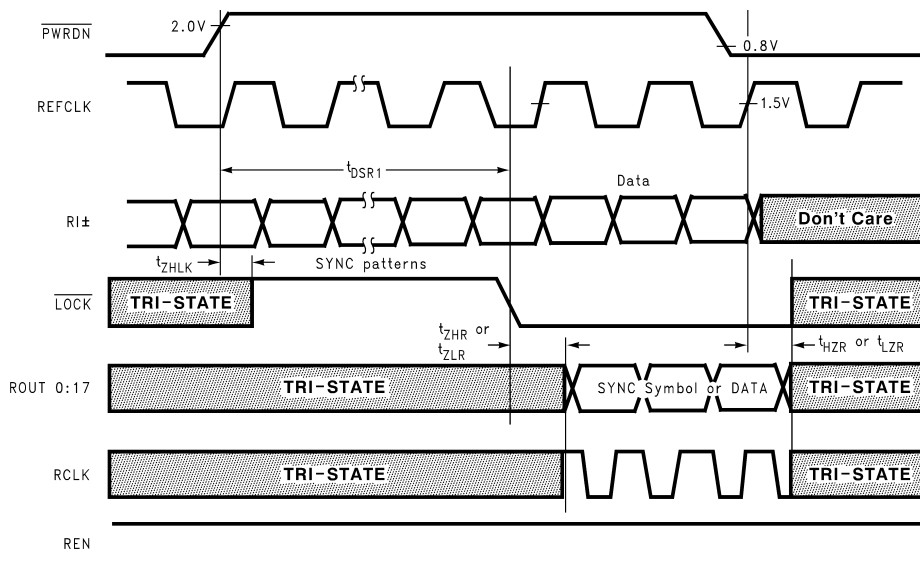 PWRDN
2.0V
0.8V
REFCLK
1.5V
tDSR1
Data
RI±
Don't Care
tZHLK
SYNC patterns
LOCK
TRI-STATE
TRI-STATE
tZHR or
tZLR
tHZR or tLZR
ROUT 0:17
TRI-STATE
SYNC Symbol or DATA
TRI-STATE
RCLK
TRI-STATE
TRI-STATE
REN